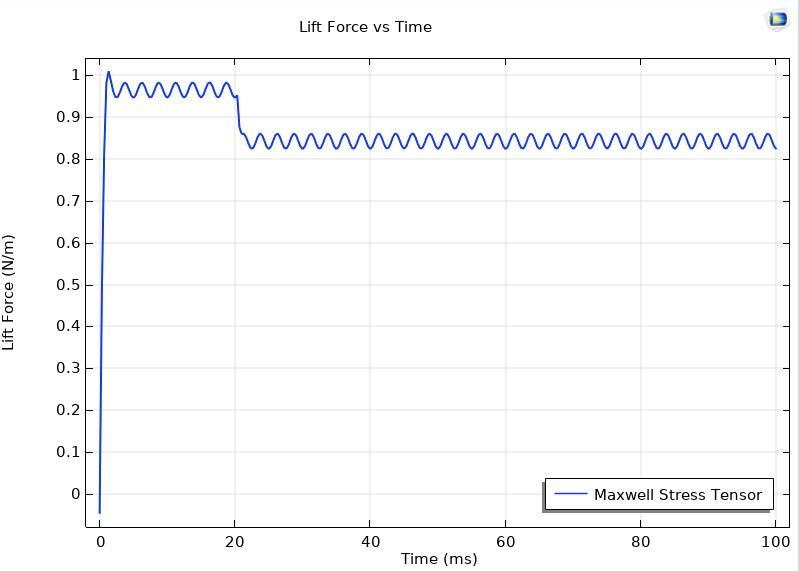 Lift Force vs Time
1
0.9
0.8
0.7
0.6
0.5
0.4
0.3
0.2
0.1
0
Lift Force (N/m)
Maxwell Stress Tensor
0 20 40 60 80 100
Time (ms)